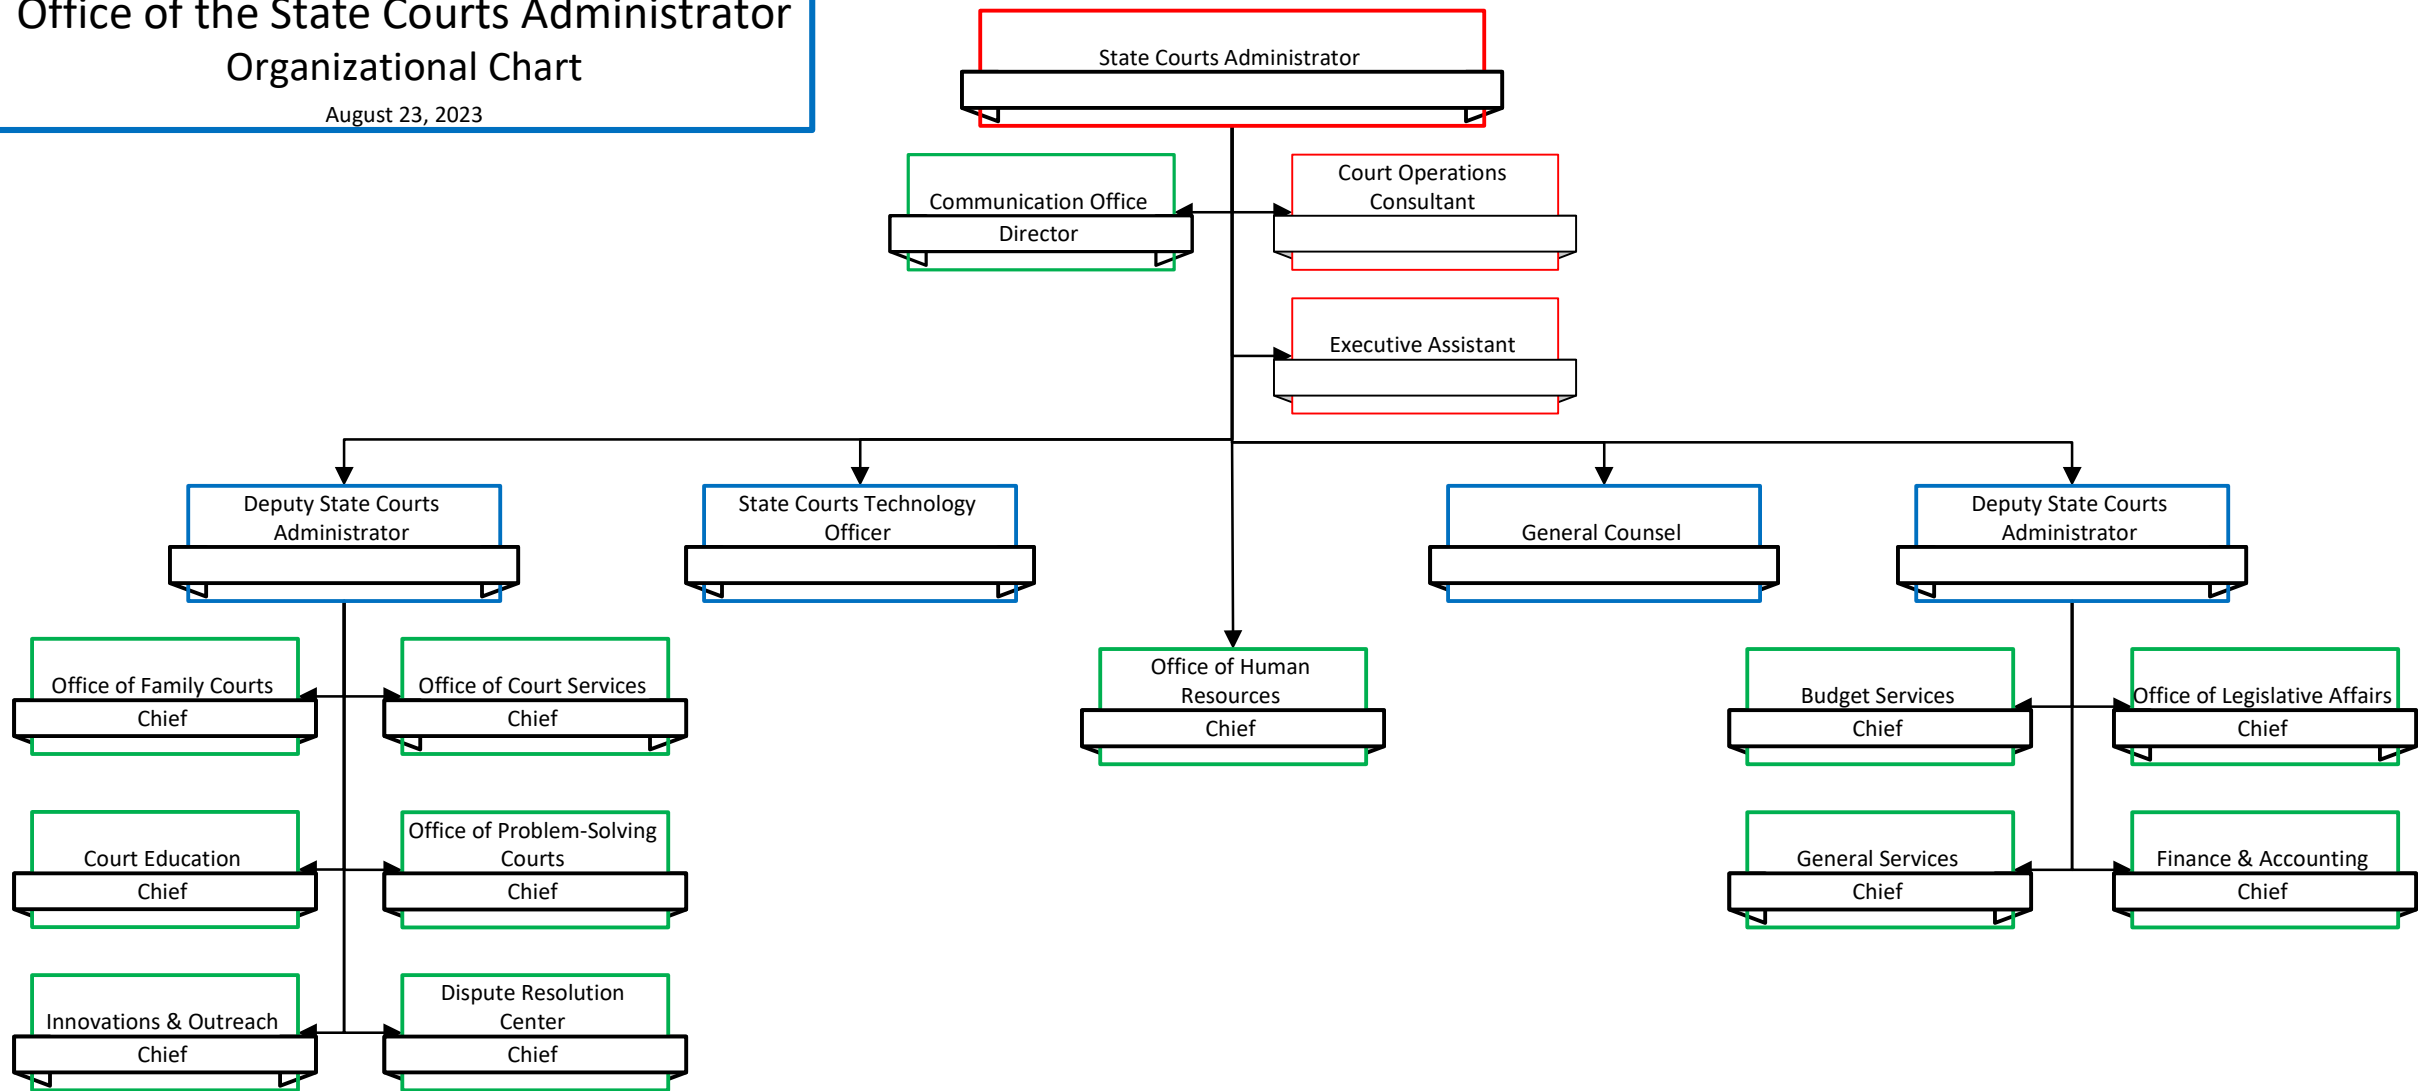 Office of the State Courts Administrator
Organizational Chart
August 23, 2023
State Courts Administrator
Communication Office
Director
Court Operations
Consultant
Executive Assistant
Deputy State Courts
Administrator
State Courts Technology
Officer
General Counsel
Deputy State Courts
Administrator
Office of Family Courts
Chief
Office of Court Services
Chief
Office of Human
Resources
Chief
Budget Services
Chief
Office of Legislative Affairs
Chief
Court Education
Chief
Office of Problem-Solving
Courts
Chief
General Services
Chief
Finance & Accounting
Chief
Innovations & Outreach
Chief
Dispute Resolution
Center
Chief